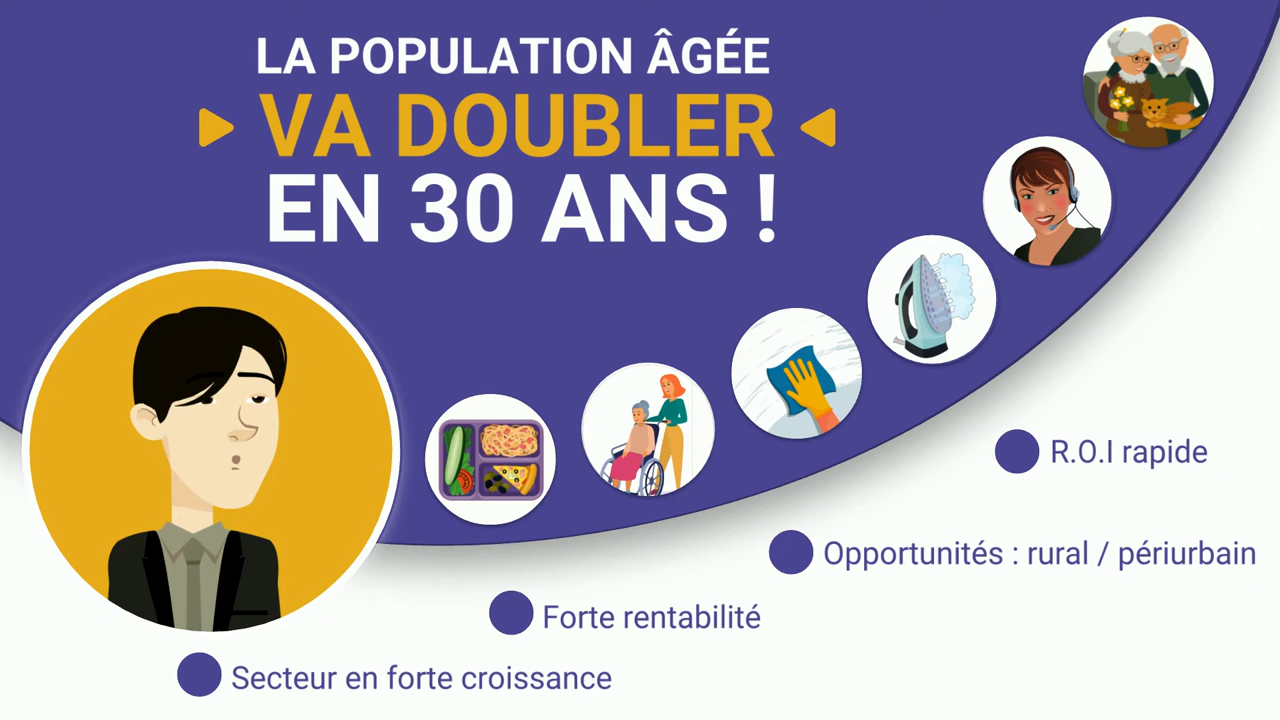 LA POPULATION ÂGÉE
VA DOUBLER
EN 30 ANS !
R.O.I rapide
Opportunités : rural / périurbain
Forte rentabilité
Secteur en forte croissance